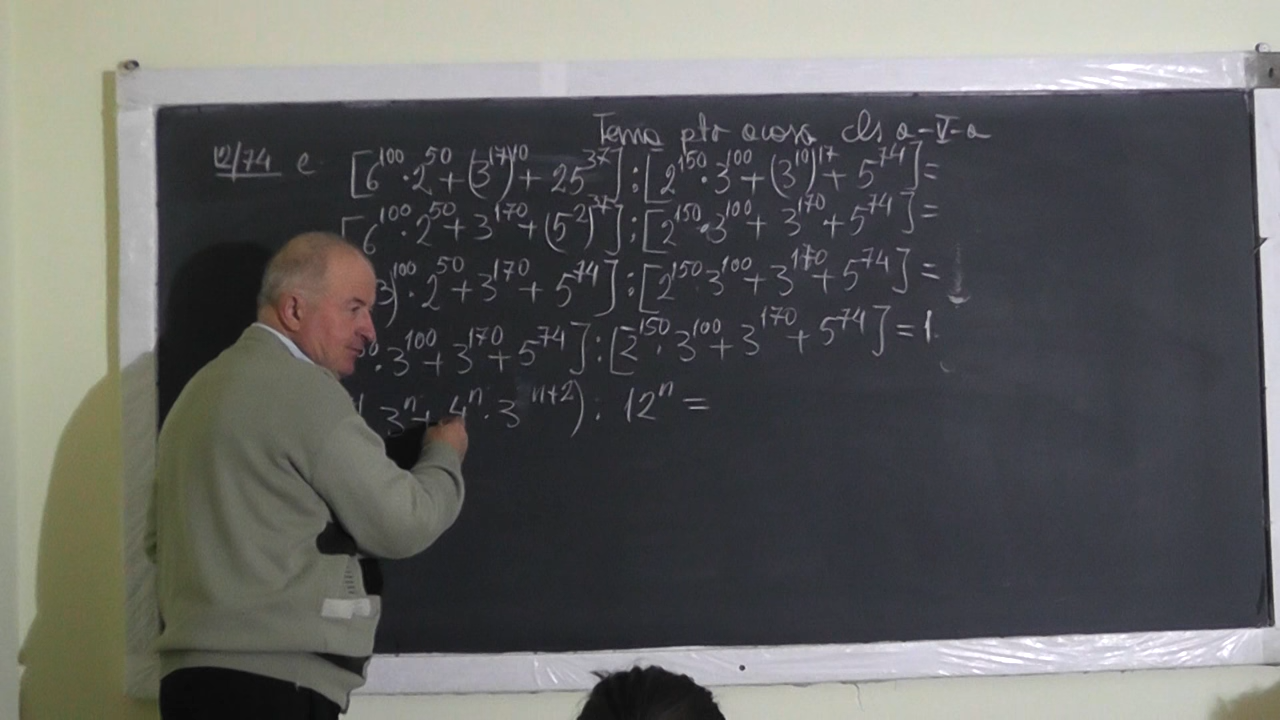 Tema ptr acasa cls a-V-a
12/74 e [6^100·2^50+(3^17)^10+25^37]:[2^150·3^100+(3^10)^17+5^74]=
[6^100·2^50+3^170+(5^2)^37]:[2^150·3^100+3^170+5^74]=
3)^100·2^50+3^170+5^74]:[2^150·3^100+3^170+5^74]=
·3^100+3^170+5^74]:[2^150·3^100+3^170+5^74]=1.
3^n+4^n·3^n+2):12^n=